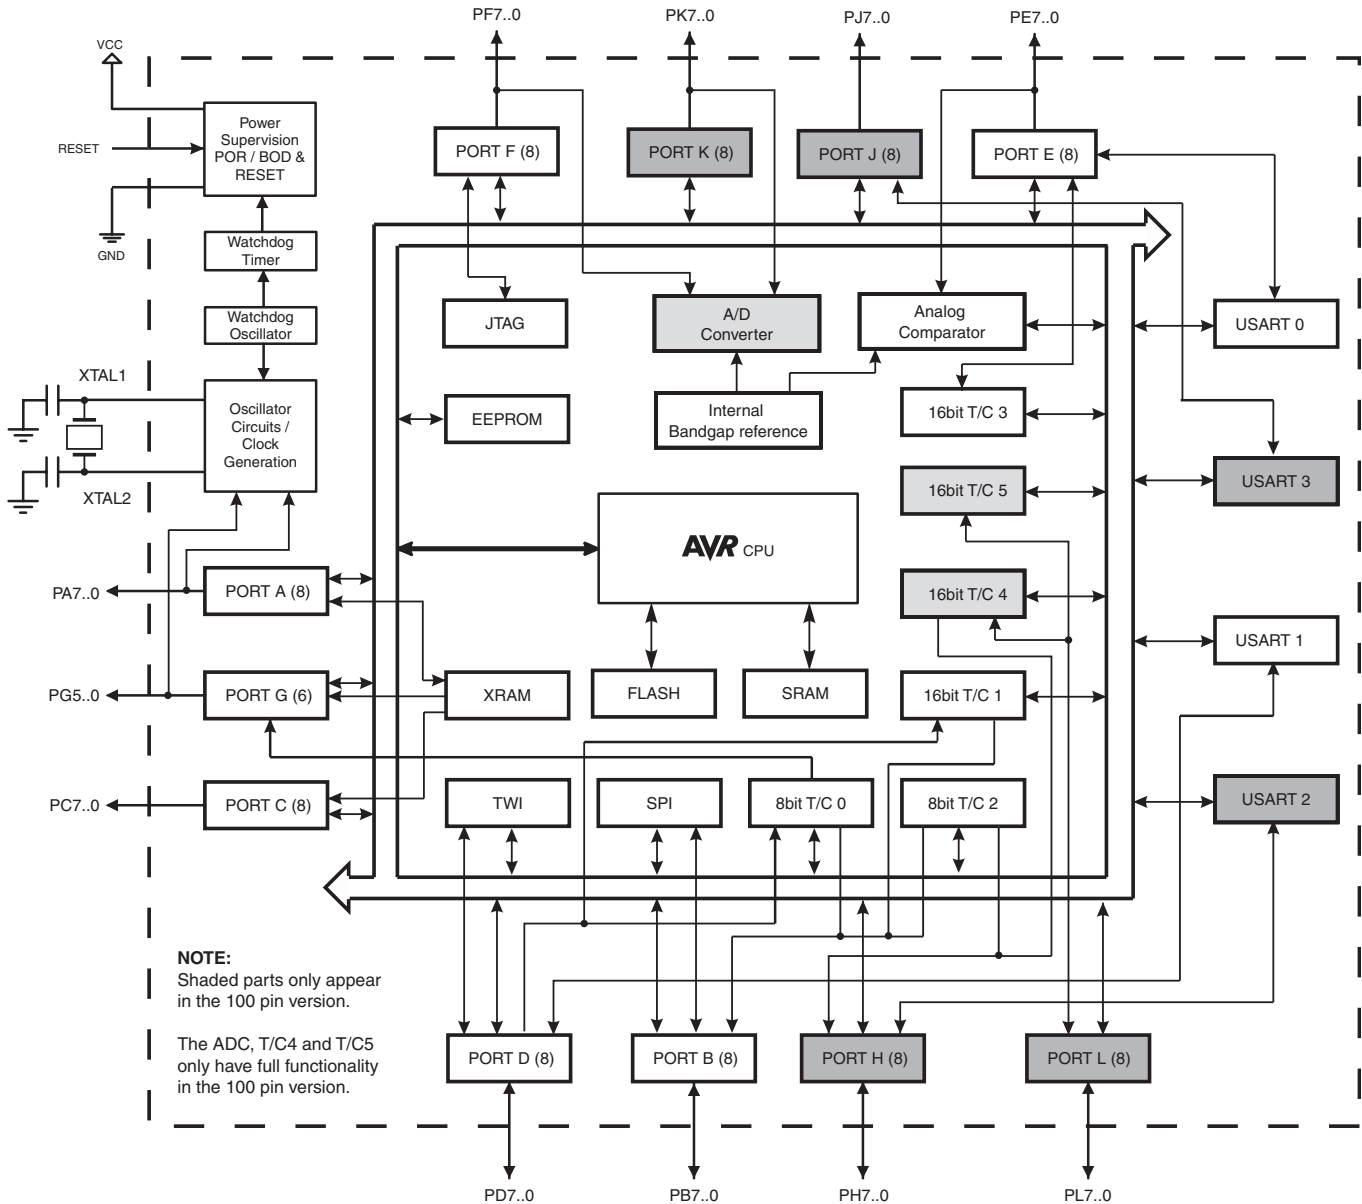 PF7..0
PK7..0
PJ7..0
PE7..0
VCC
RESET
GND
Power
Supervision
POR / BOD &
RESET
PORT F (8)
PORT K (8)
PORT J (8)
PORT E (8)
Watchdog
Timer
Watchdog
Oscillator
JTAG
A/D
Converter
Analog
Comparator
USART 0
XTAL1
XTAL2
Oscillator
Circuits /
Clock
Generation
EEPROM
Internal
Bandgap reference
16bit T/C 3
16bit T/C 5
USART 3
AVR CPU
PA7..0
PORT A (8)
16bit T/C 4
USART 1
PG5..0
PORT G (6)
XRAM
FLASH
SRAM
16bit T/C 1
PC7..0
PORT C (8)
TWI
SPI
8bit T/C 0
8bit T/C 2
USART 2
NOTE:
Shaded parts only appear
in the 100 pin version.
The ADC, T/C4 and T/C5
only have full functionality
in the 100 pin version.
PORT D (8)
PORT B (8)
PORT H (8)
PORT L (8)
PD7..0
PB7..0
PH7..0
PL7..0